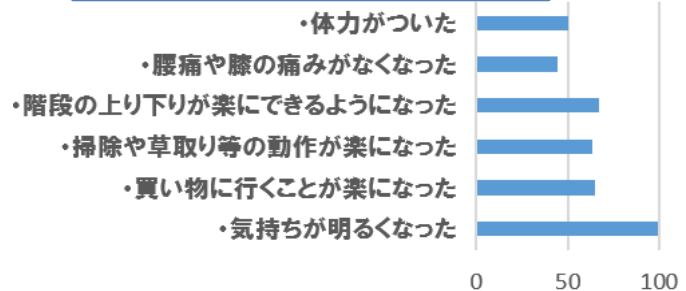 ・体力がついた
・腰痛や膝の痛みがなくなった
・階段の上り下りが楽にできるようになった
・掃除や草取り等の動作が楽になった
・買い物に行くことが楽になった
・気持ちが明るくなった
0 50 100